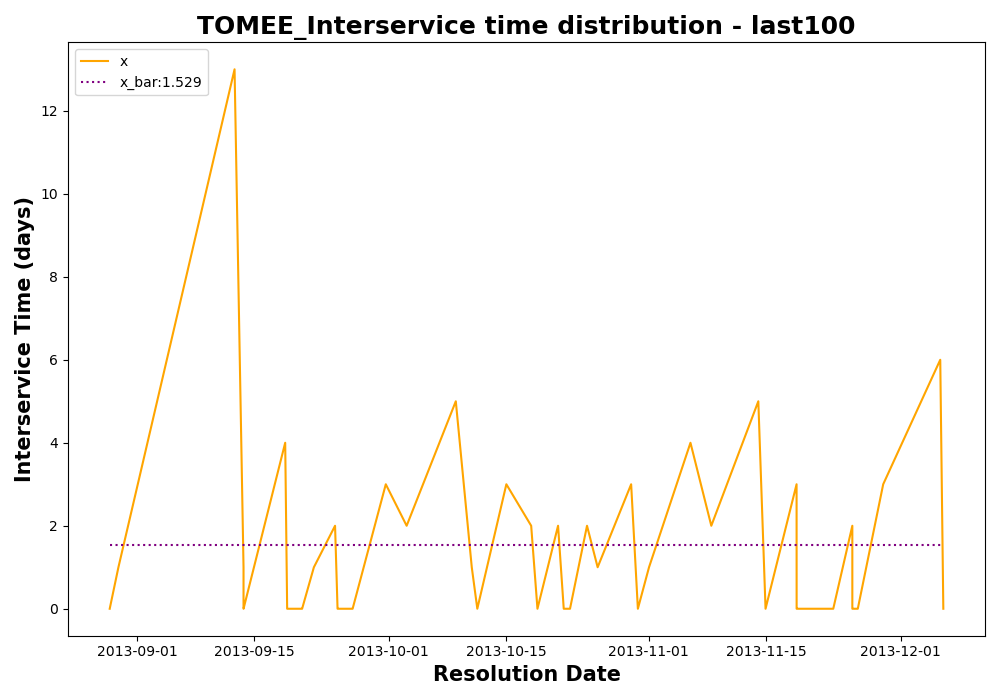 TOMEE_Interservice time distribution - last100
x
x_bar:1.529
Interservice Time (days)
12
10
8
6
4
2
0
2013-09-01 2013-09-15 2013-10-01 2013-10-15 2013-11-01 2013-11-15 2013-12-01
Resolution Date